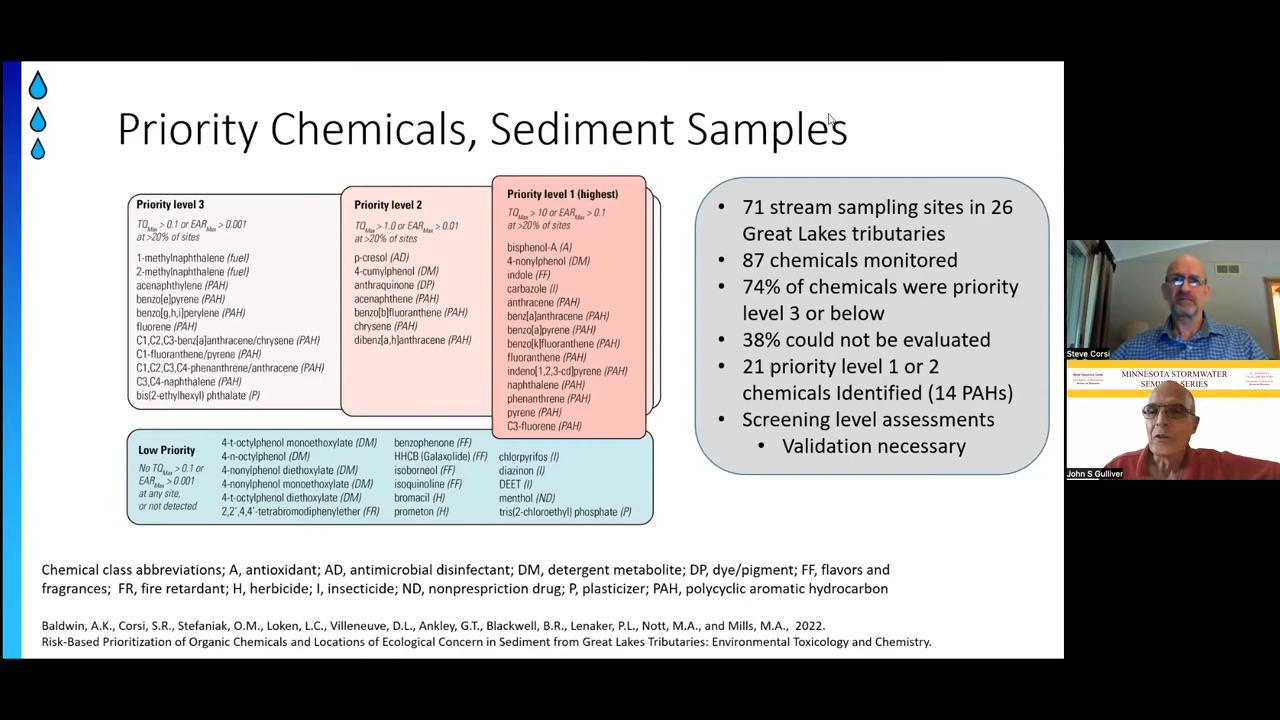 Priority Chemicals, Sediment Samples
Priority level 3
TQMax > 0.1 or EARMax > 0.001
at >20% of sites
1-methylnaphthalene (fuel)
2-methylnaphthalene (fuel)
acenaphthylene (PAH)
benzo[e]pyrene (PAH)
benzo[g,h,i]perylene (PAH)
fluorene (PAH)
C1,C2,C3-benz[a]anthracene/chrysene (PAH)
C1-fluoranthene/pyrene (PAH)
C1,C2,C3,C4-phenanthrene/anthracene (PAH)
C3,C4-naphthalene (PAH)
bis(2-ethylhexyl) phthalate (P)
Priority level 2
TQMax > 1.0 or EARMax > 0.01
at >20% of sites
p-cresol (AD)
4-cumylphenol (DM)
anthraquinone (DP)
acenaphthene (PAH)
benzo[b]fluoranthene (PAH)
chrysene (PAH)
dibenz[a,h]anthracene (PAH)
Priority level 1 (highest)
TQMax > 10 or EARMax > 0.1
at >20% of sites
bisphenol-A (A)
4-nonylphenol (DM)
indole (FF)
carbazole (I)
anthracene (PAH)
benz[a]anthracene (PAH)
benzo[a]pyrene (PAH)
benzo[k]fluoranthene (PAH)
fluoranthene (PAH)
indeno[1,2,3-cd]pyrene (PAH)
naphthalene (PAH)
phenanthrene (PAH)
pyrene (PAH)
C3-fluorene (PAH)
Low Priority
No TQMax > 0.1 or
EARMax > 0.001
at any site,
or not detected
4-t-octylphenol monoethoxylate (DM)
4-n-octylphenol (DM)
4-nonylphenol diethoxylate (DM)
4-nonylphenol monoethoxylate (DM)
4-t-octylphenol diethoxylate (DM)
2,2',4,4'-tetrabromodiphenylether (FR)
benzophenone (FF)
HHCB (Galaxolide) (FF)
isoborneol (FF)
isoquinoline (FF)
bromacil (H)
prometon (H)
chlorpyrifos (I)
diazinon (I)
DEET (I)
menthol (ND)
tris(2-chloroethyl) phosphate (P)
• 71 stream sampling sites in 26
Great Lakes tributaries
• 87 chemicals monitored
• 74% of chemicals were priority
level 3 or below
• 38% could not be evaluated
• 21 priority level 1 or 2
chemicals Identified (14 PAHs)
• Screening level assessments
• Validation necessary
Chemical class abbreviations; A, antioxidant; AD, antimicrobial disinfectant; DM, detergent metabolite; DP, dye/pigment; FF, flavors and
fragrances; FR, fire retardant; H, herbicide; I, insecticide; ND, nonprespriction drug; P, plasticizer; PAH, polycyclic aromatic hydrocarbon
Baldwin, A.K., Corsi, S.R., Stefaniak, O.M., Loken, L.C., Villeneuve, D.L., Ankley, G.T., Blackwell, B.R., Lenaker, P.L., Nott, M.A., and Mills, M.A., 2022.
Risk-Based Prioritization of Organic Chemicals and Locations of Ecological Concern in Sediment from Great Lakes Tributaries: Environmental Toxicology and Chemistry.
Steve Corsi
MINNESOTA STORMWATER
John S Gulliver